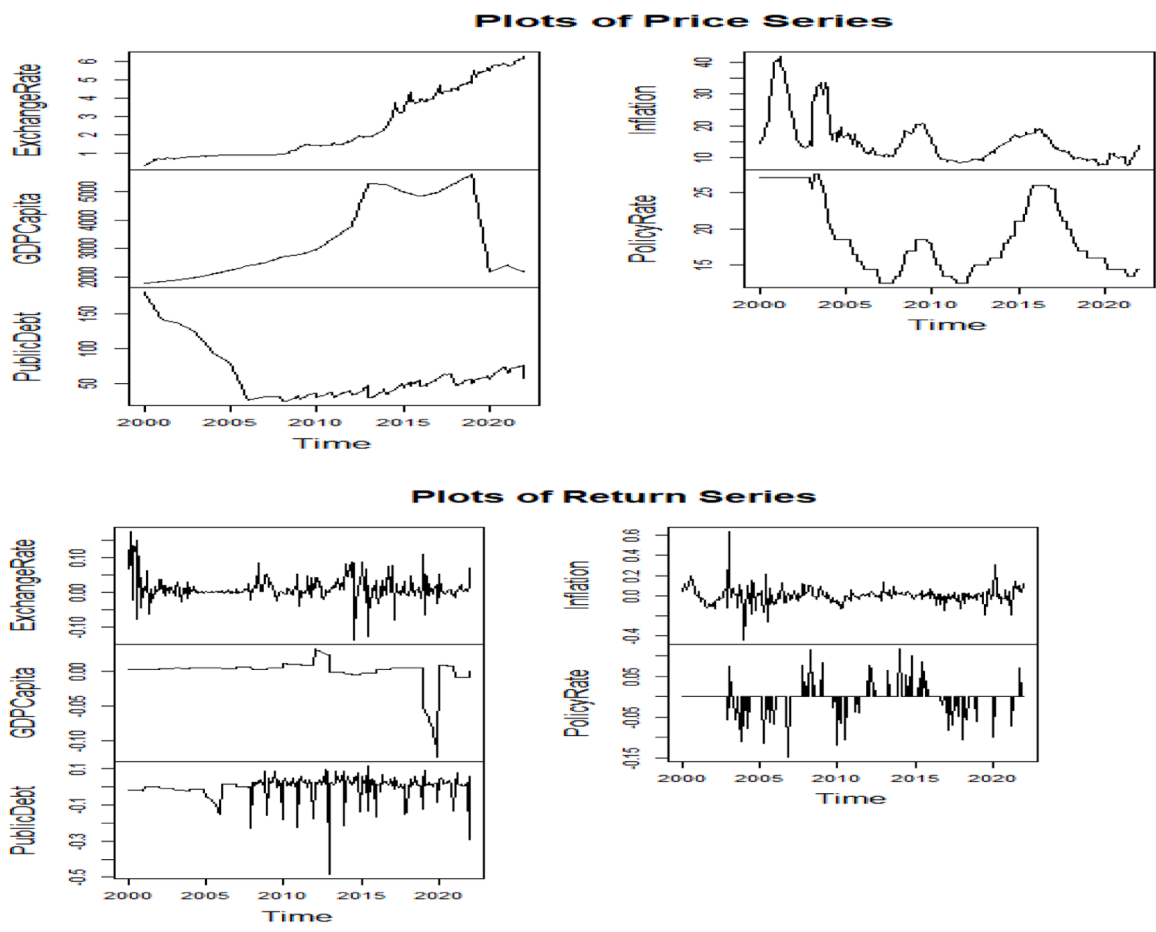 Plots of Price Series
ExchangeRate
1 2 3 4 5 6
GDPCapita
2000 3000 4000 5000
PublicDebt
50 100 150
2000 2005 2010 2015 2020
Time
Inflation
10 20 30 40
PolicyRate
15 20 25
2000 2005 2010 2015 2020
Time
Plots of Return Series
ExchangeRate
-0.10 0.00 0.10
GDPCapita
-0.10 -0.05 0.00
PublicDebt
-0.5 -0.3 -0.1 0.1
2000 2005 2010 2015 2020
Time
Inflation
-0.4 0.0 0.2 0.4 0.6
PolicyRate
-0.15 -0.05 0.05
2000 2005 2010 2015 2020
Time